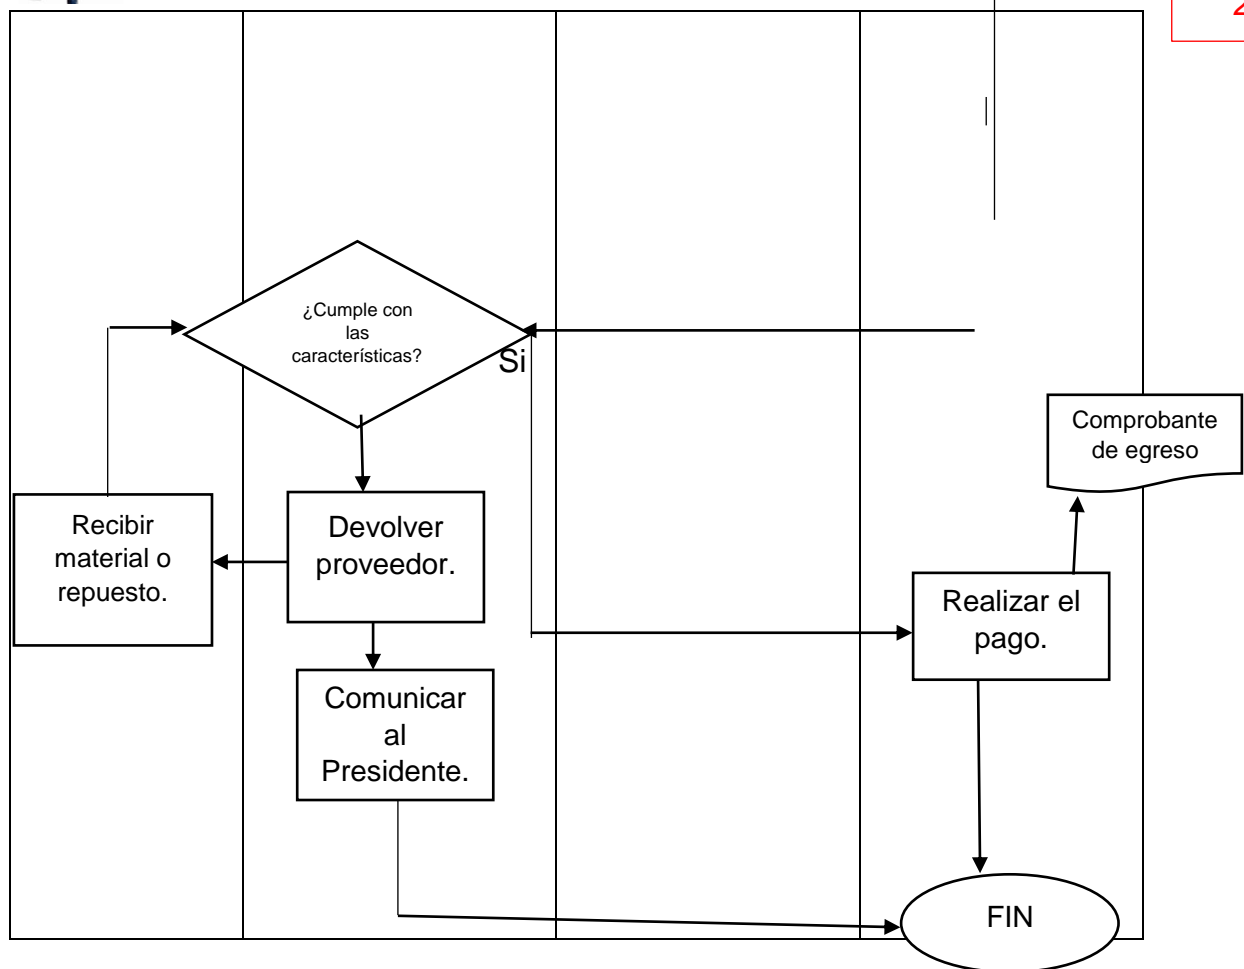 ¿Cumple con
las
características?
Si
Comprobante
de egreso
Recibir
material o
repuesto.
Devolver
proveedor.
Realizar el
pago.
Comunicar
al
Presidente.
FIN